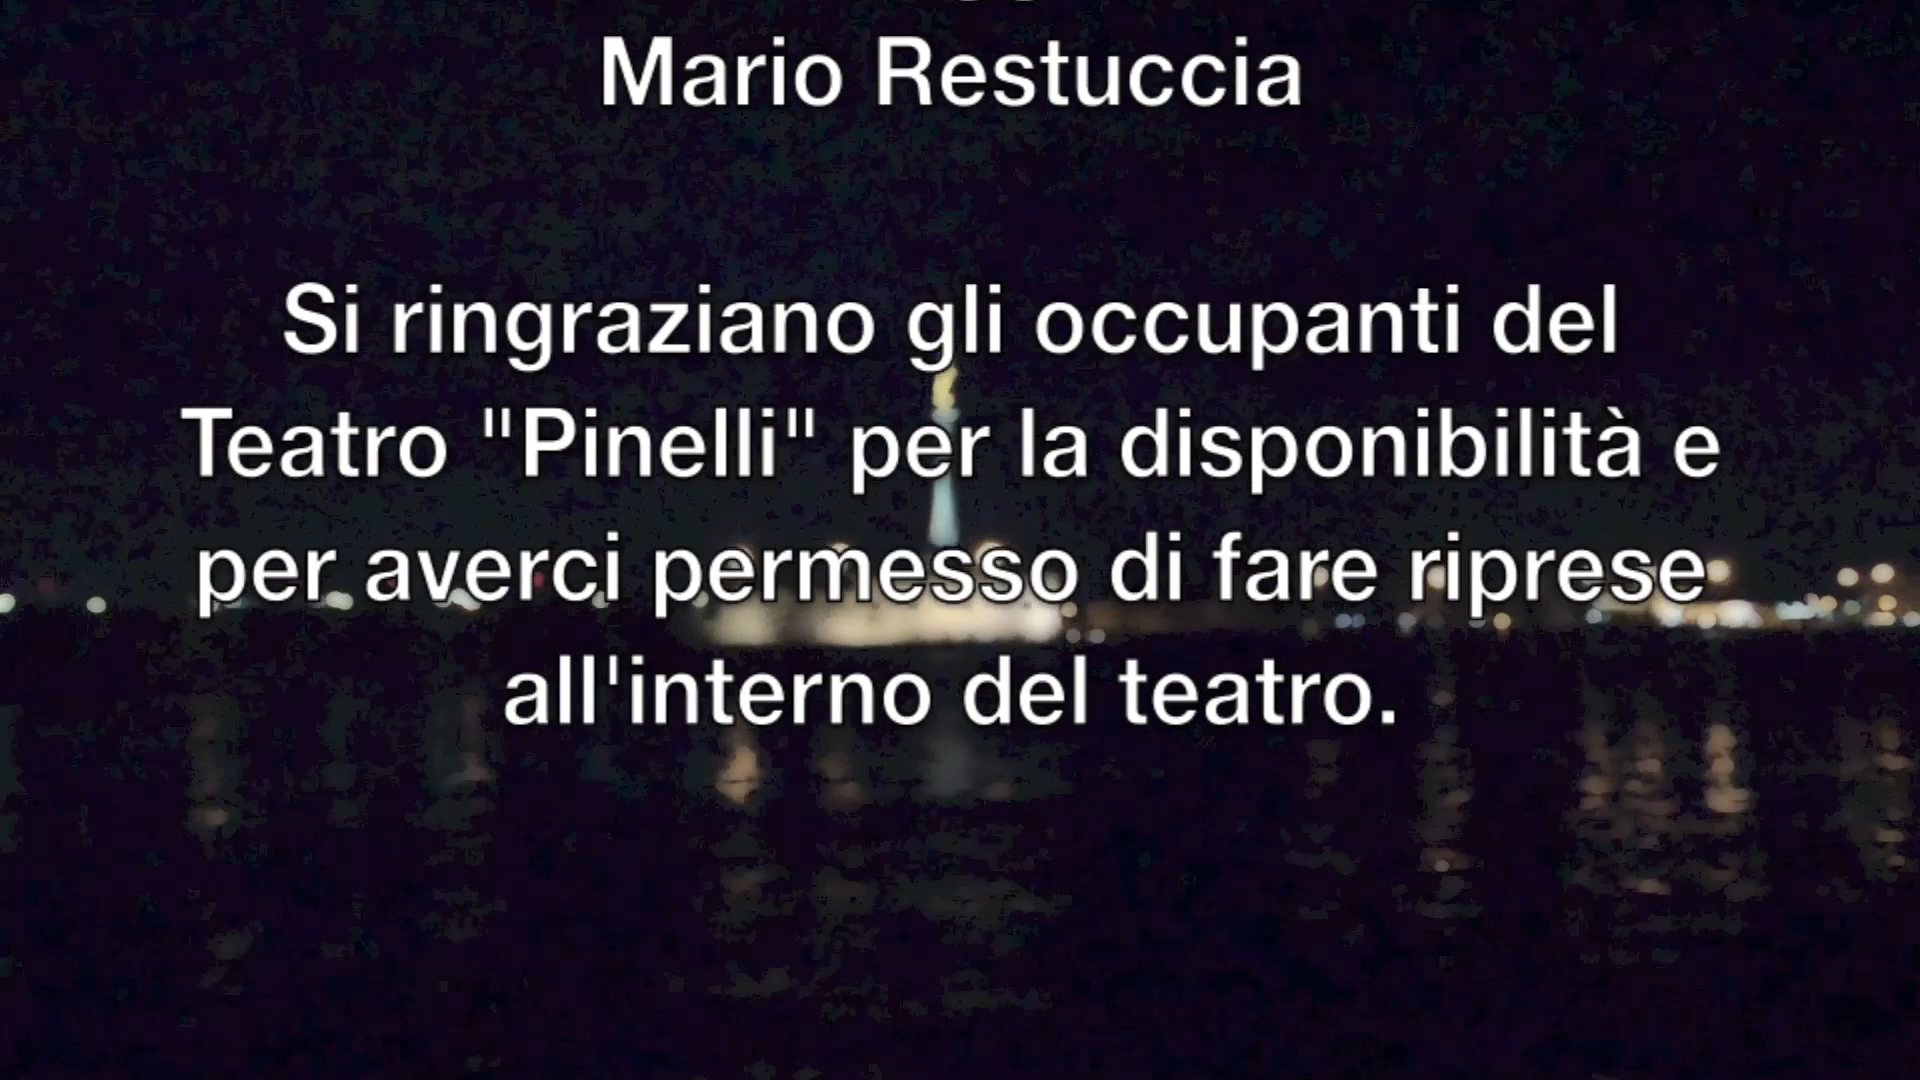 Mario Restuccia
Si ringraziano gli occupanti del
Teatro "Pinelli" per la disponibilità e
per averci permesso di fare riprese
all'interno del teatro.